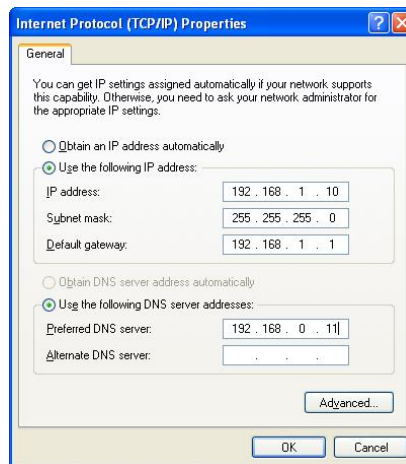 Internet Protocol (TCP/IP) Properties
General
You can get IP settings assigned automatically if your network supports
this capability. Otherwise, you need to ask your network administrator for
the appropriate IP settings.
Obtain an IP address automatically
Use the following IP address:
IP address: 192 . 168 . 1 . 10
Subnet mask: 255 . 255 . 255 . 0
Default gateway: 192 . 168 . 1 . 1
Obtain DNS server address automatically
Use the following DNS server addresses:
Preferred DNS server: 192 . 168 . 0 . 11
Alternate DNS server: . . .
Advanced...
OK Cancel